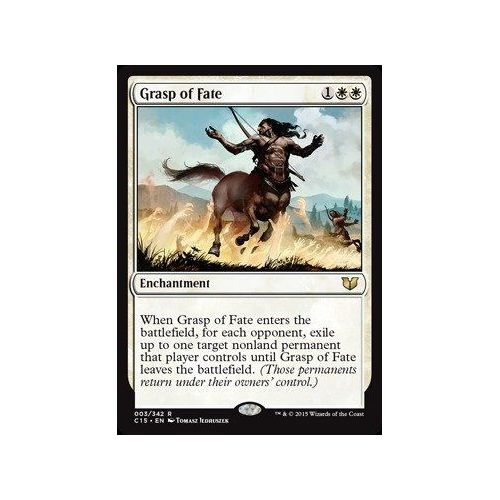 Grasp of Fate 1
Enchantment
When Grasp of Fate enters the
battlefield, for each opponent, exile
up to one target nonland permanent
that player controls until Grasp of Fate
leaves the battlefield. (Those permanents
return under their owners' control.)
003/342 R
C15 • EN Tomasz Jedruszek
™ & © 2015 Wizards of the Coast